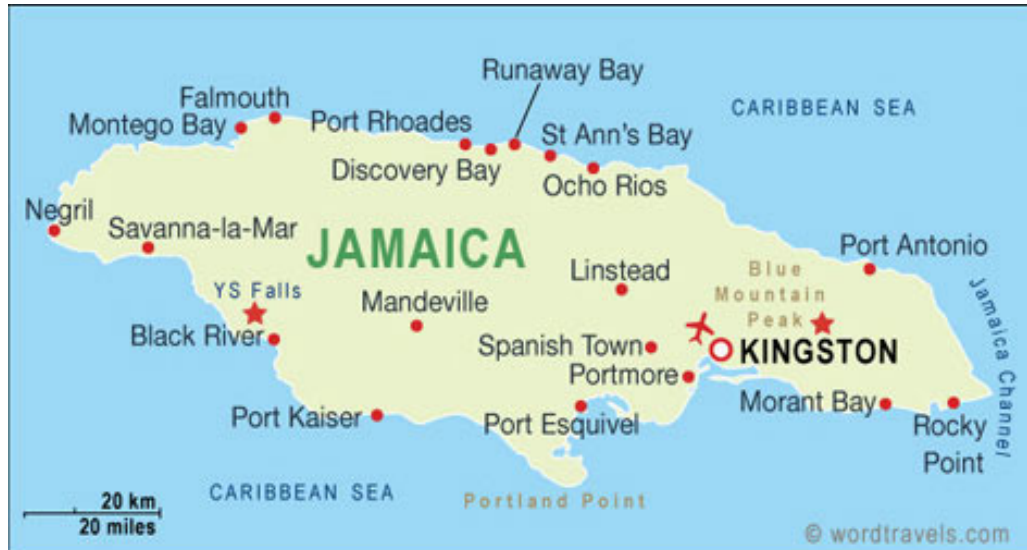 Runaway Bay
CARIBBEAN SEA
Falmouth
Montego Bay
Port Rhoades
St Ann's Bay
Discovery Bay
Ocho Rios
Negril
Savanna-la-Mar
JAMAICA
Port Antonio
Linstead
Blue
Mountain
Peak
YS Falls
Mandeville
Jamaica Channel
Black River
Spanish Town
KINGSTON
Portmore
Port Kaiser
Port Esquivel
Morant Bay
Rocky
Point
CARIBBEAN SEA
Portland Point
20 km
20 miles
© wordtravels.com